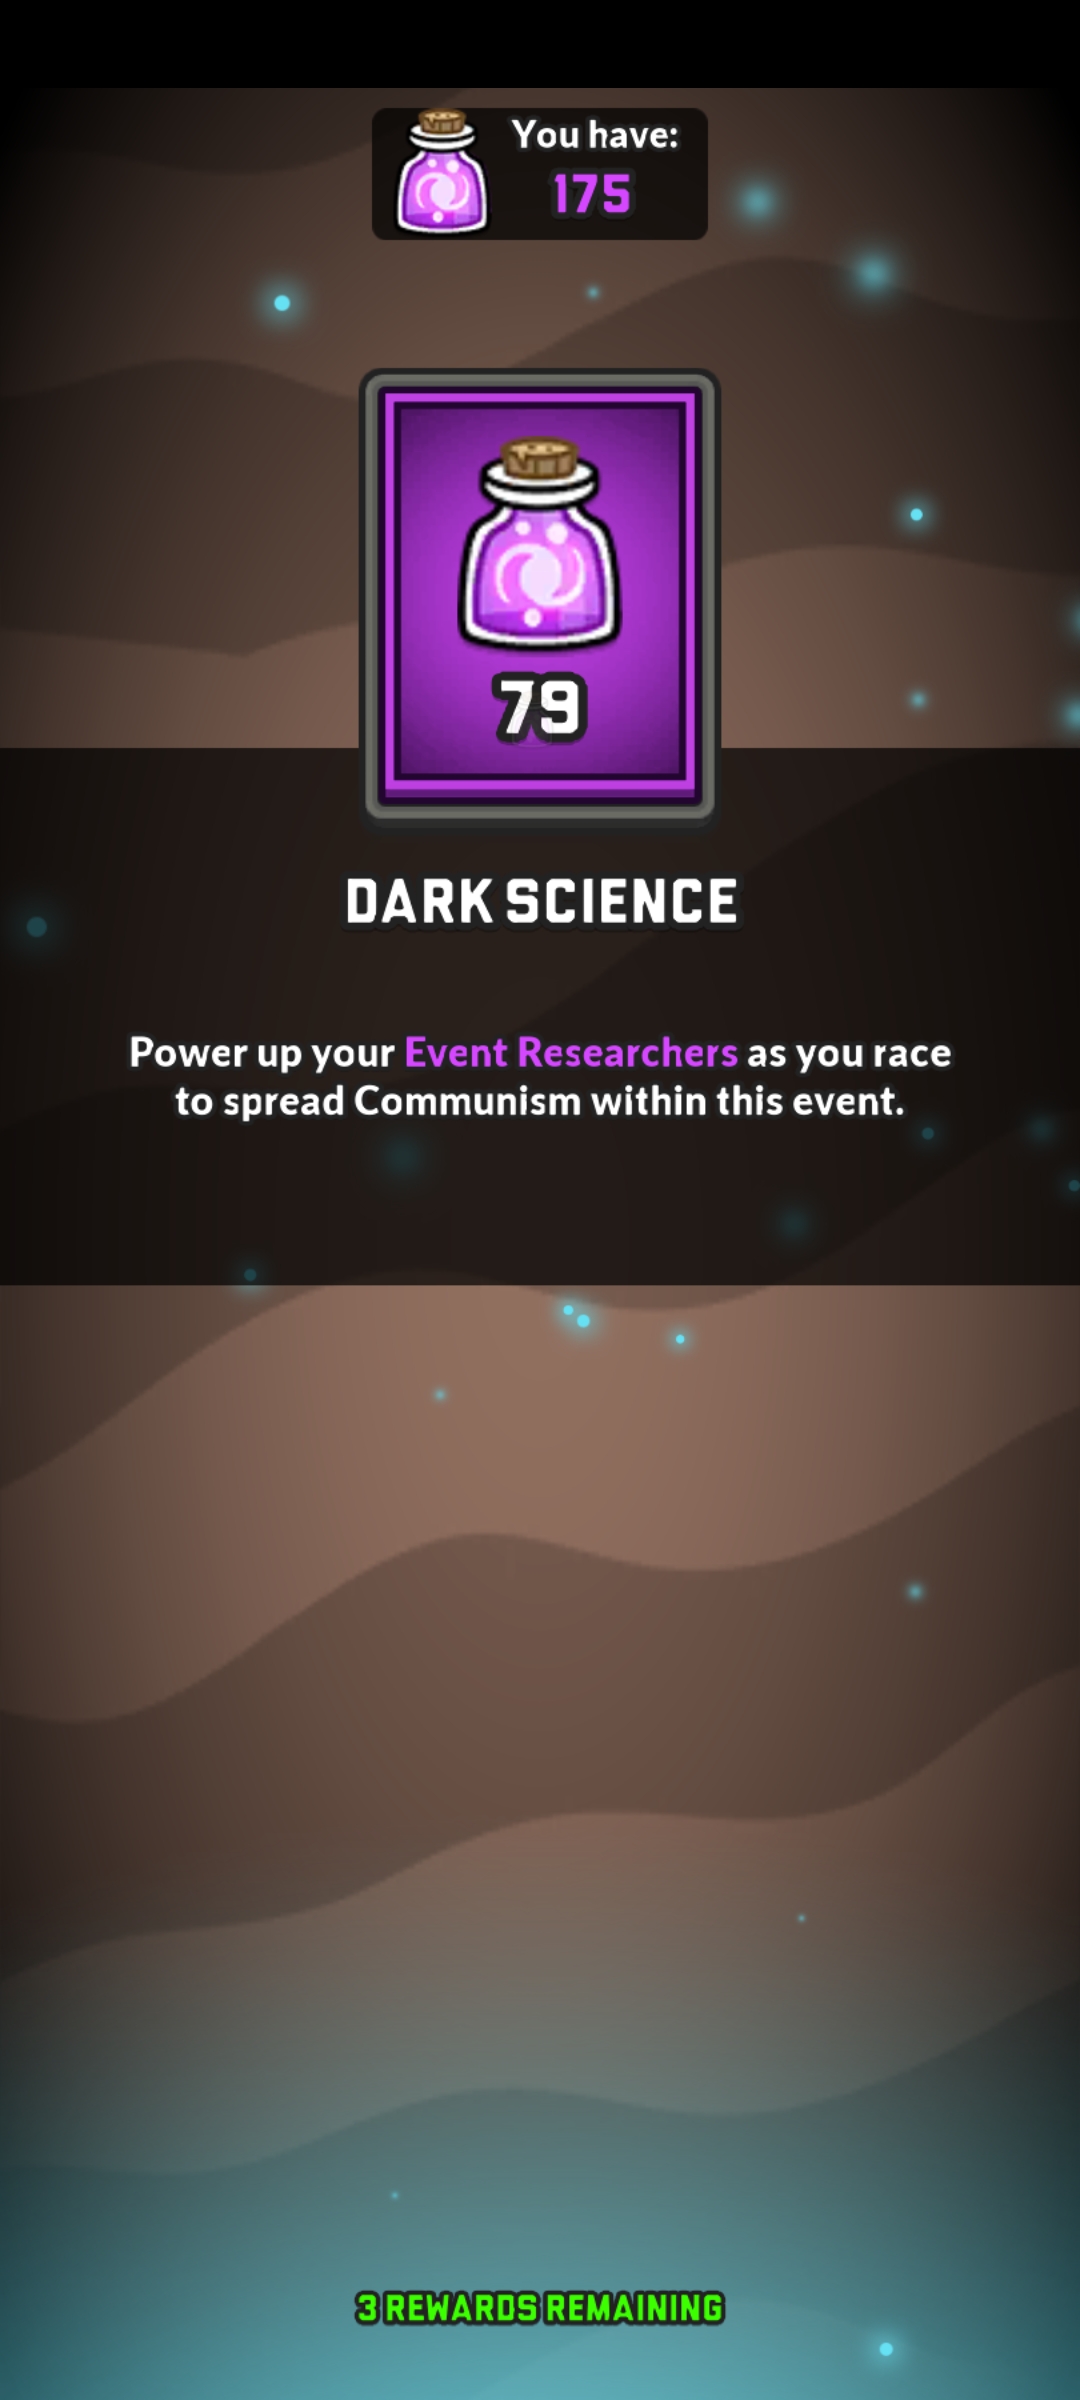 You have:
175
79
DARK SCIENCE
Power up your Event Researchers as you race
to spread Communism within this event.
3 REWARDS REMAINING